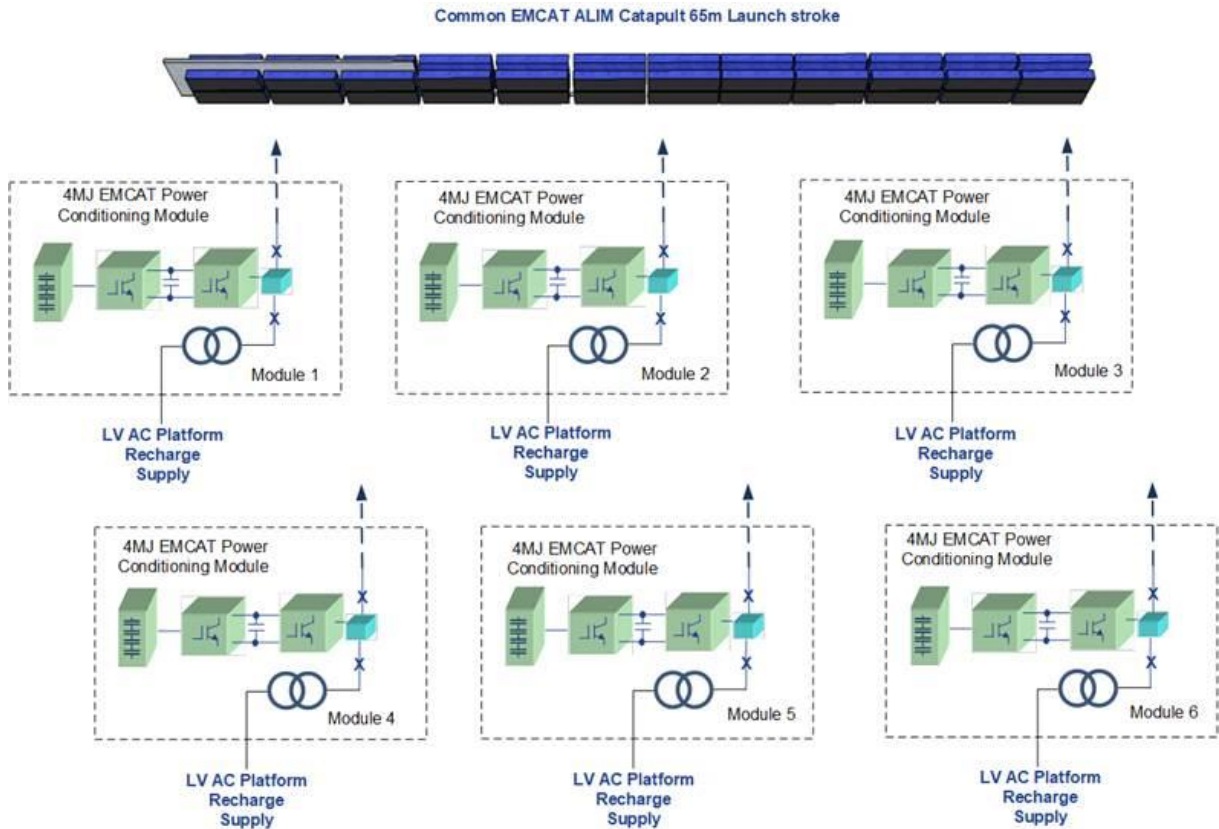 Common EMCAT ALIM Catapult 65m Launch stroke
4MJ EMCAT Power
Conditioning Module
Module 1
LV AC Platform
Recharge
Supply
4MJ EMCAT Power
Conditioning Module
Module 2
LV AC Platform
Recharge
Supply
4MJ EMCAT Power
Conditioning Module
Module 3
LV AC Platform
Recharge
Supply
4MJ EMCAT Power
Conditioning Module
Module 4
LV AC Platform
Recharge
Supply
4MJ EMCAT Power
Conditioning Module
Module 5
LV AC Platform
Recharge
Supply
4MJ EMCAT Power
Conditioning Module
Module 6
LV AC Platform
Recharge
Supply